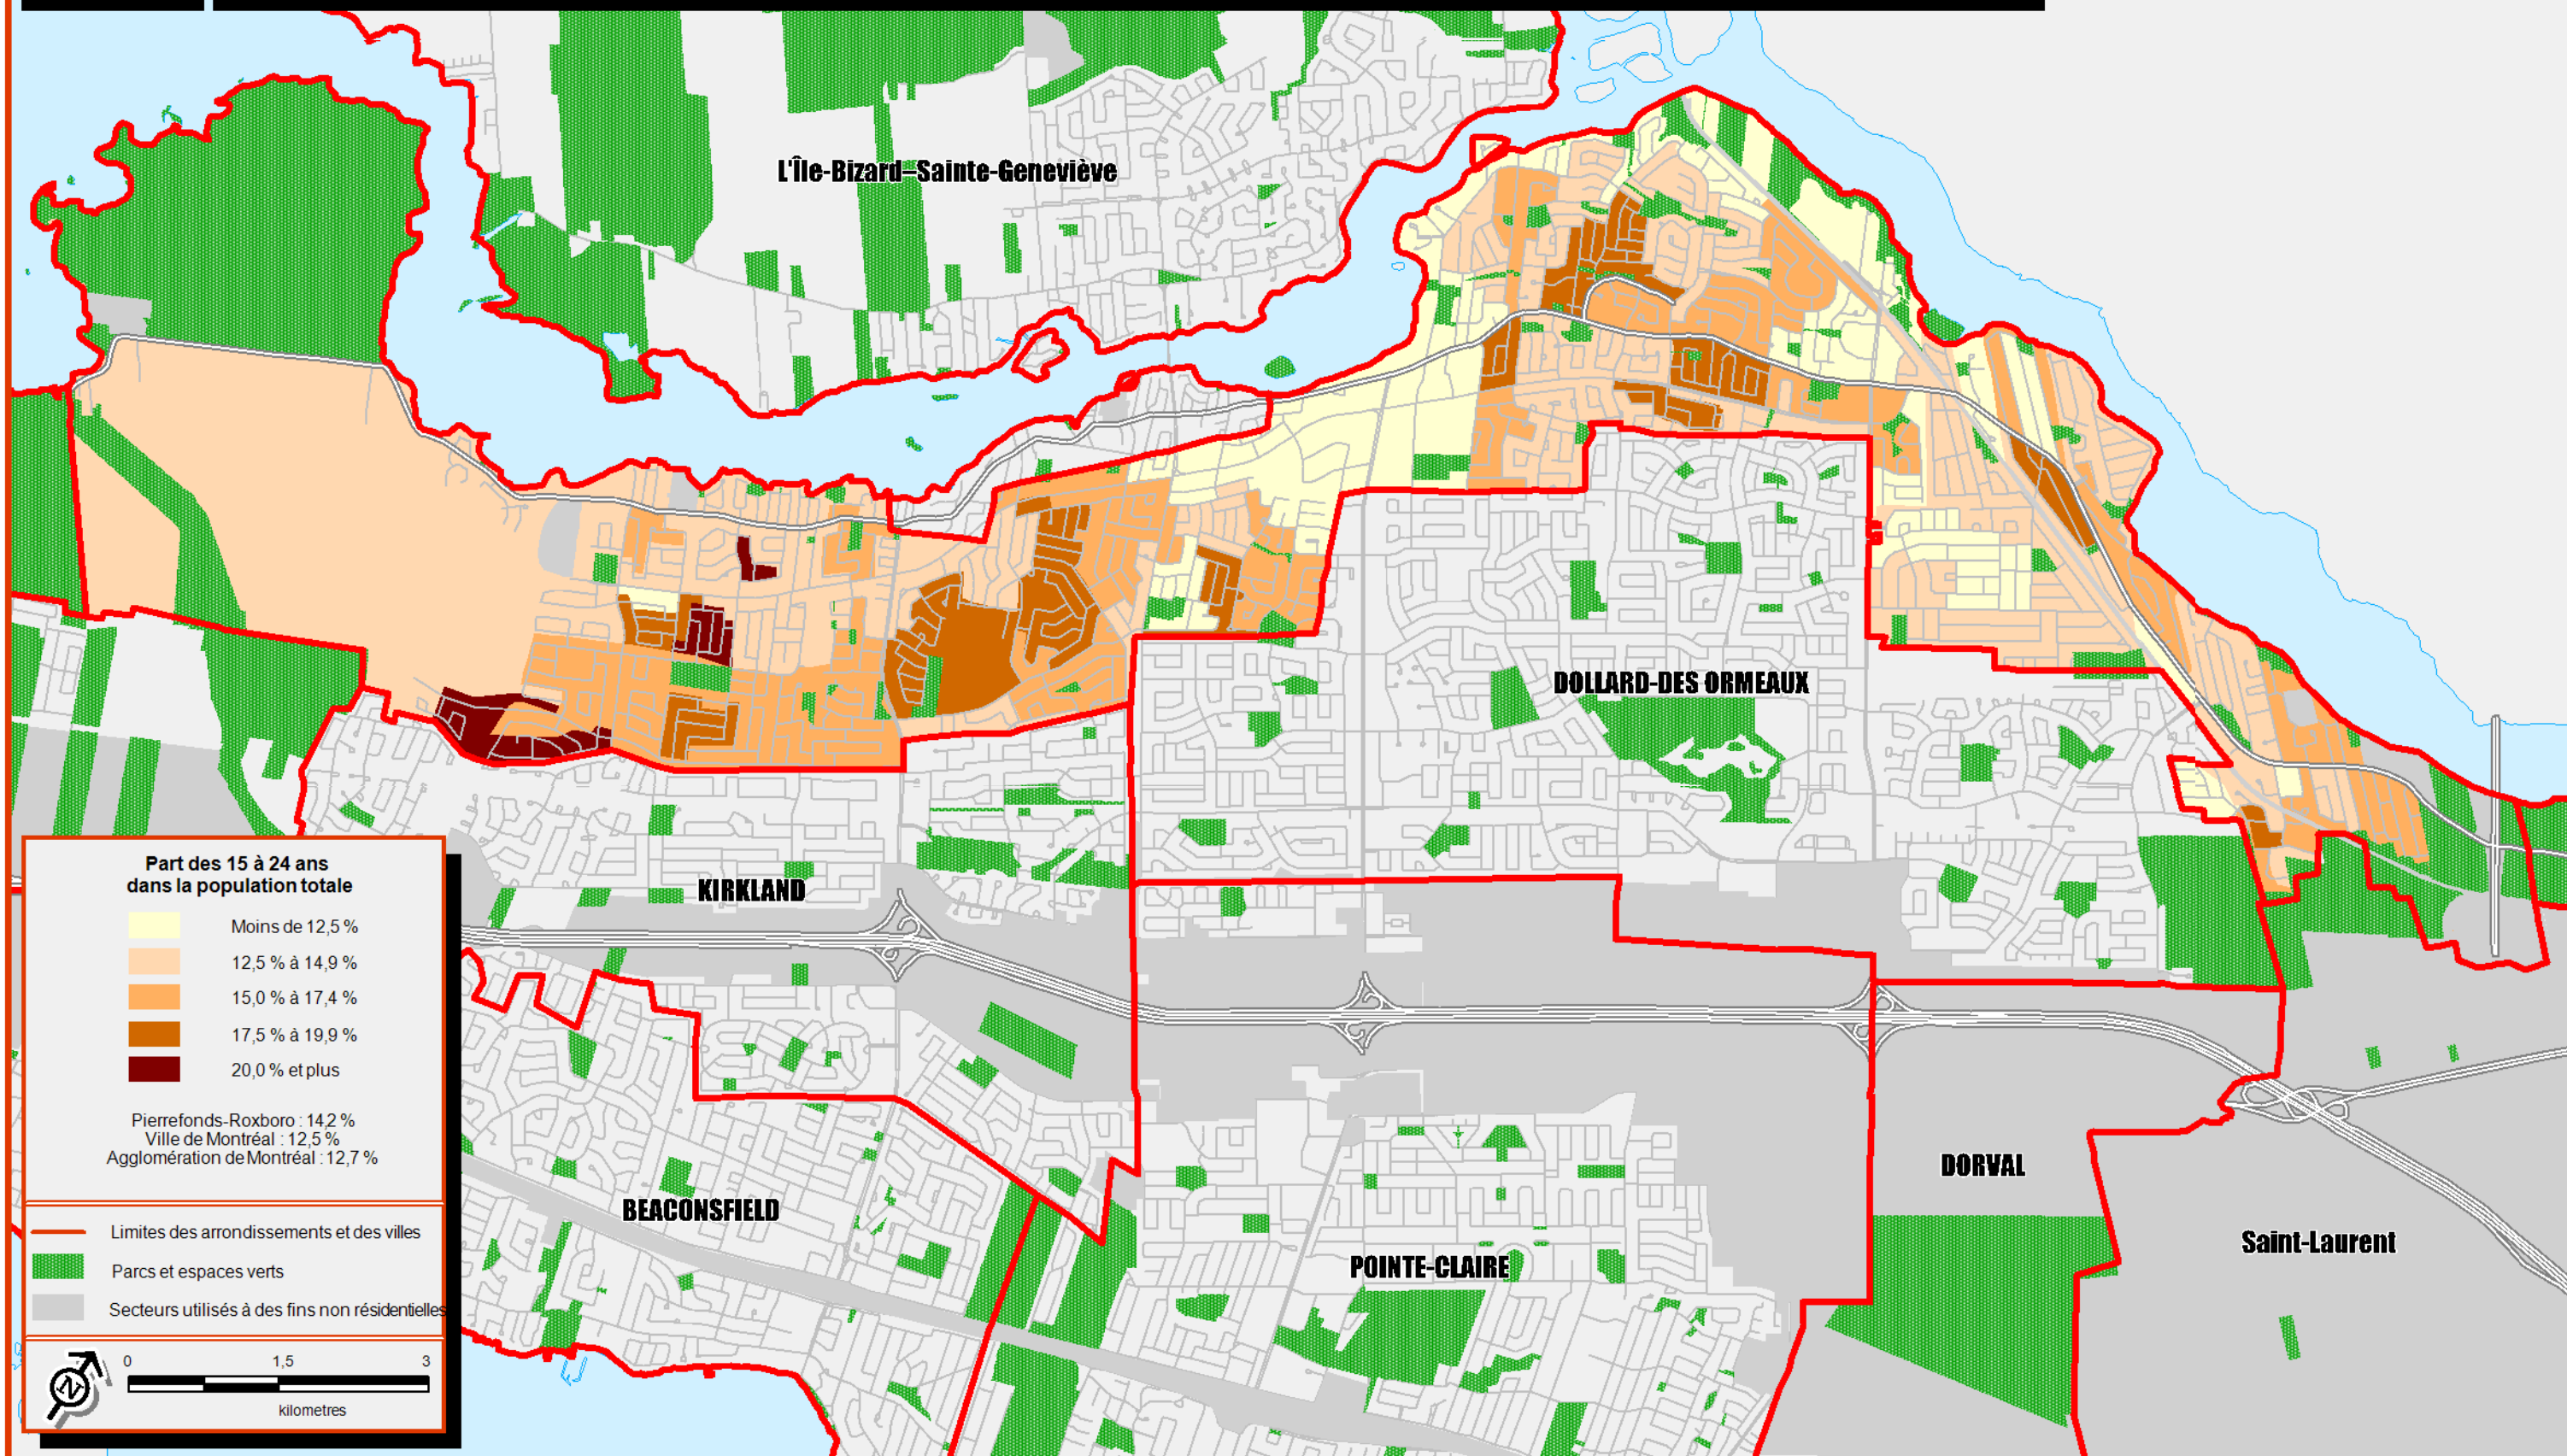 L'Île-Bizard–Sainte-Geneviève
DOLLARD-DES ORMEAUX
KIRKLAND
BEACONSFIELD
POINTE-CLAIRE
DORVAL
Saint-Laurent
Part des 15 à 24 ans
dans la population totale
Moins de 12,5 %
12,5 % à 14,9 %
15,0 % à 17,4 %
17,5 % à 19,9 %
20,0 % et plus
Pierrefonds-Roxboro : 14,2 %
Ville de Montréal : 12,5 %
Agglomération de Montréal : 12,7 %
Limites des arrondissements et des villes
Parcs et espaces verts
Secteurs utilisés à des fins non résidentielles
N
0 1,5 3
kilometres